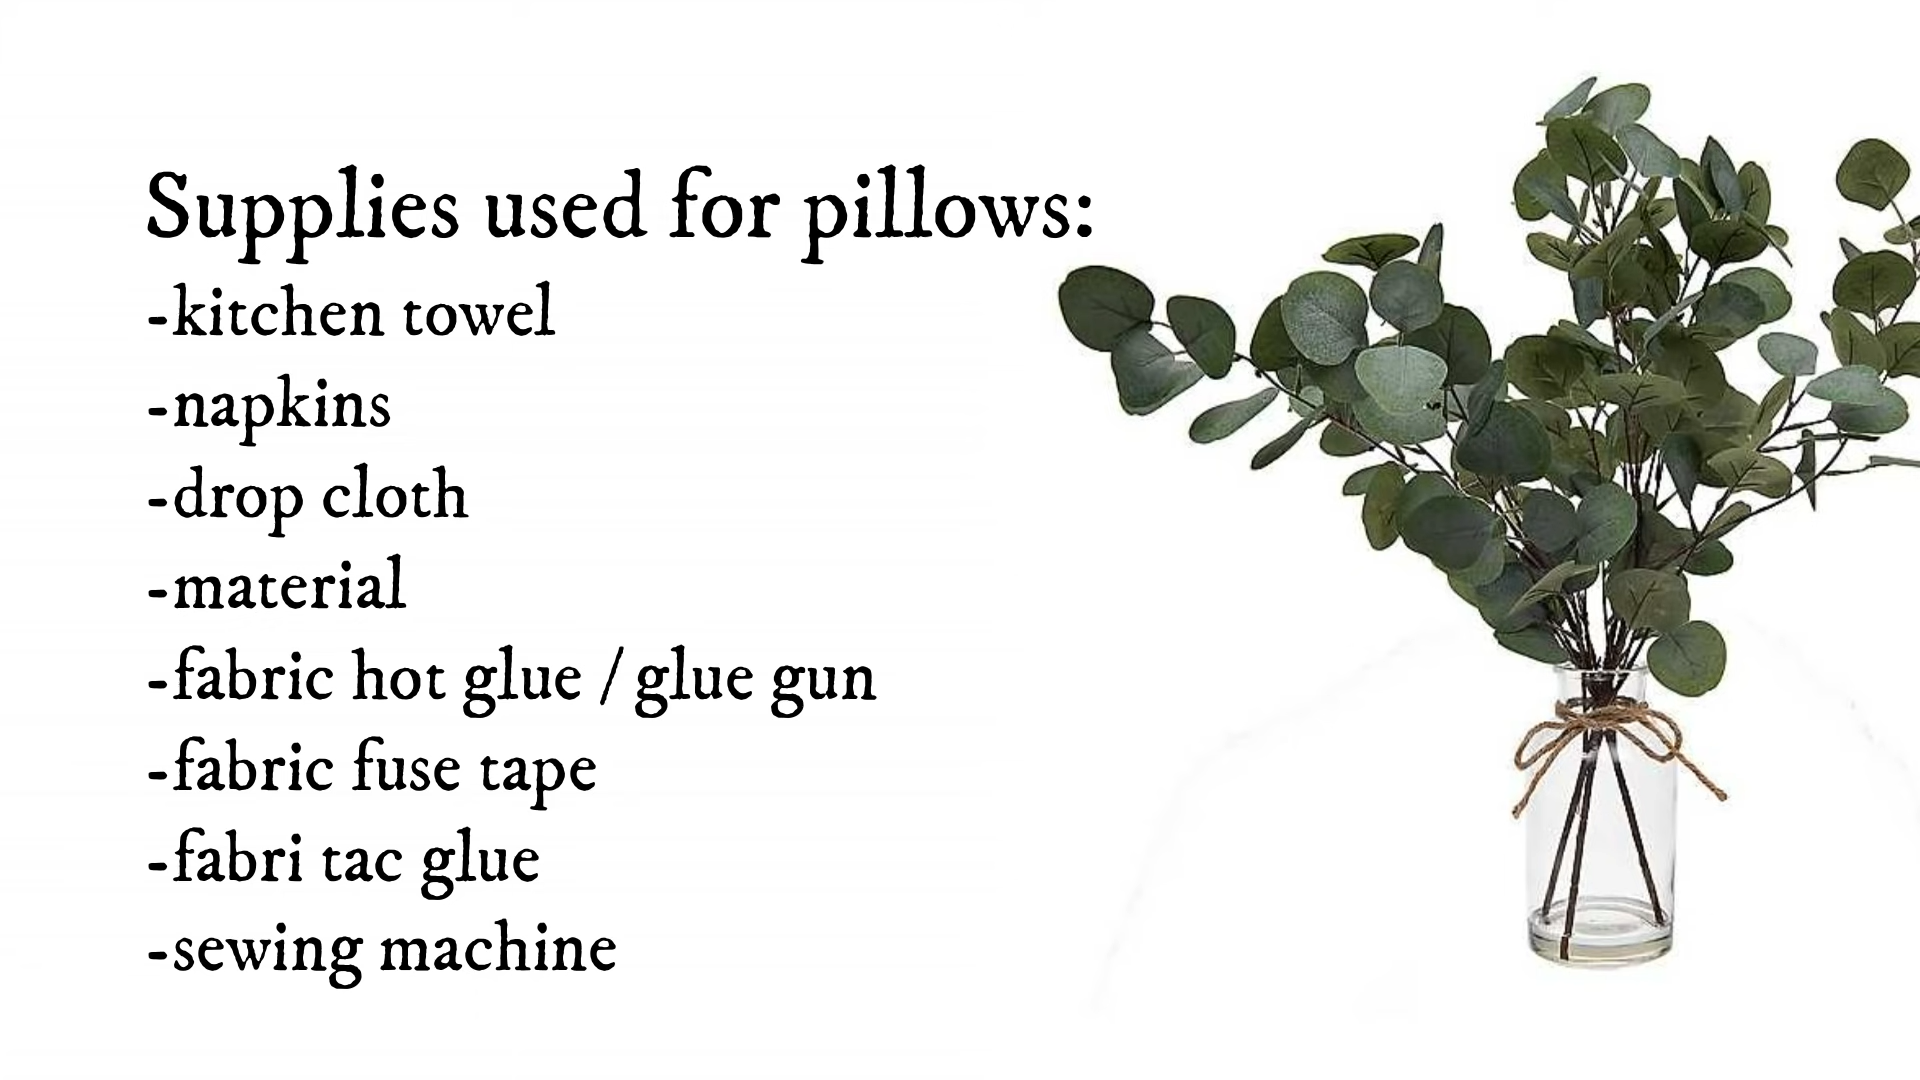 Supplies used for pillows:
-kitchen towel
-napkins
-drop cloth
-material
-fabric hot glue / glue gun
-fabric fuse tape
-fabri tac glue
-sewing machine